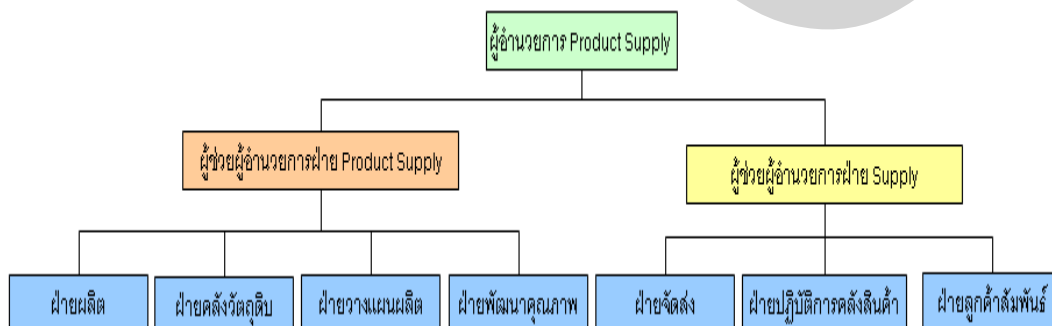 ผู้อำนวยการ Product Supply
ผู้ช่วยผู้อำนวยการฝ่าย Product Supply
ผู้ช่วยผู้อำนวยการฝ่าย Supply
ฝ่ายผลิต
ฝ่ายคลังวัตถุดิบ
ฝ่ายวางแผนผลิต
ฝ่ายพัฒนาคุณภาพ
ฝ่ายจัดส่ง
ฝ่ายปฏิบัติการคลังสินค้า
ฝ่ายลูกค้าสัมพันธ์